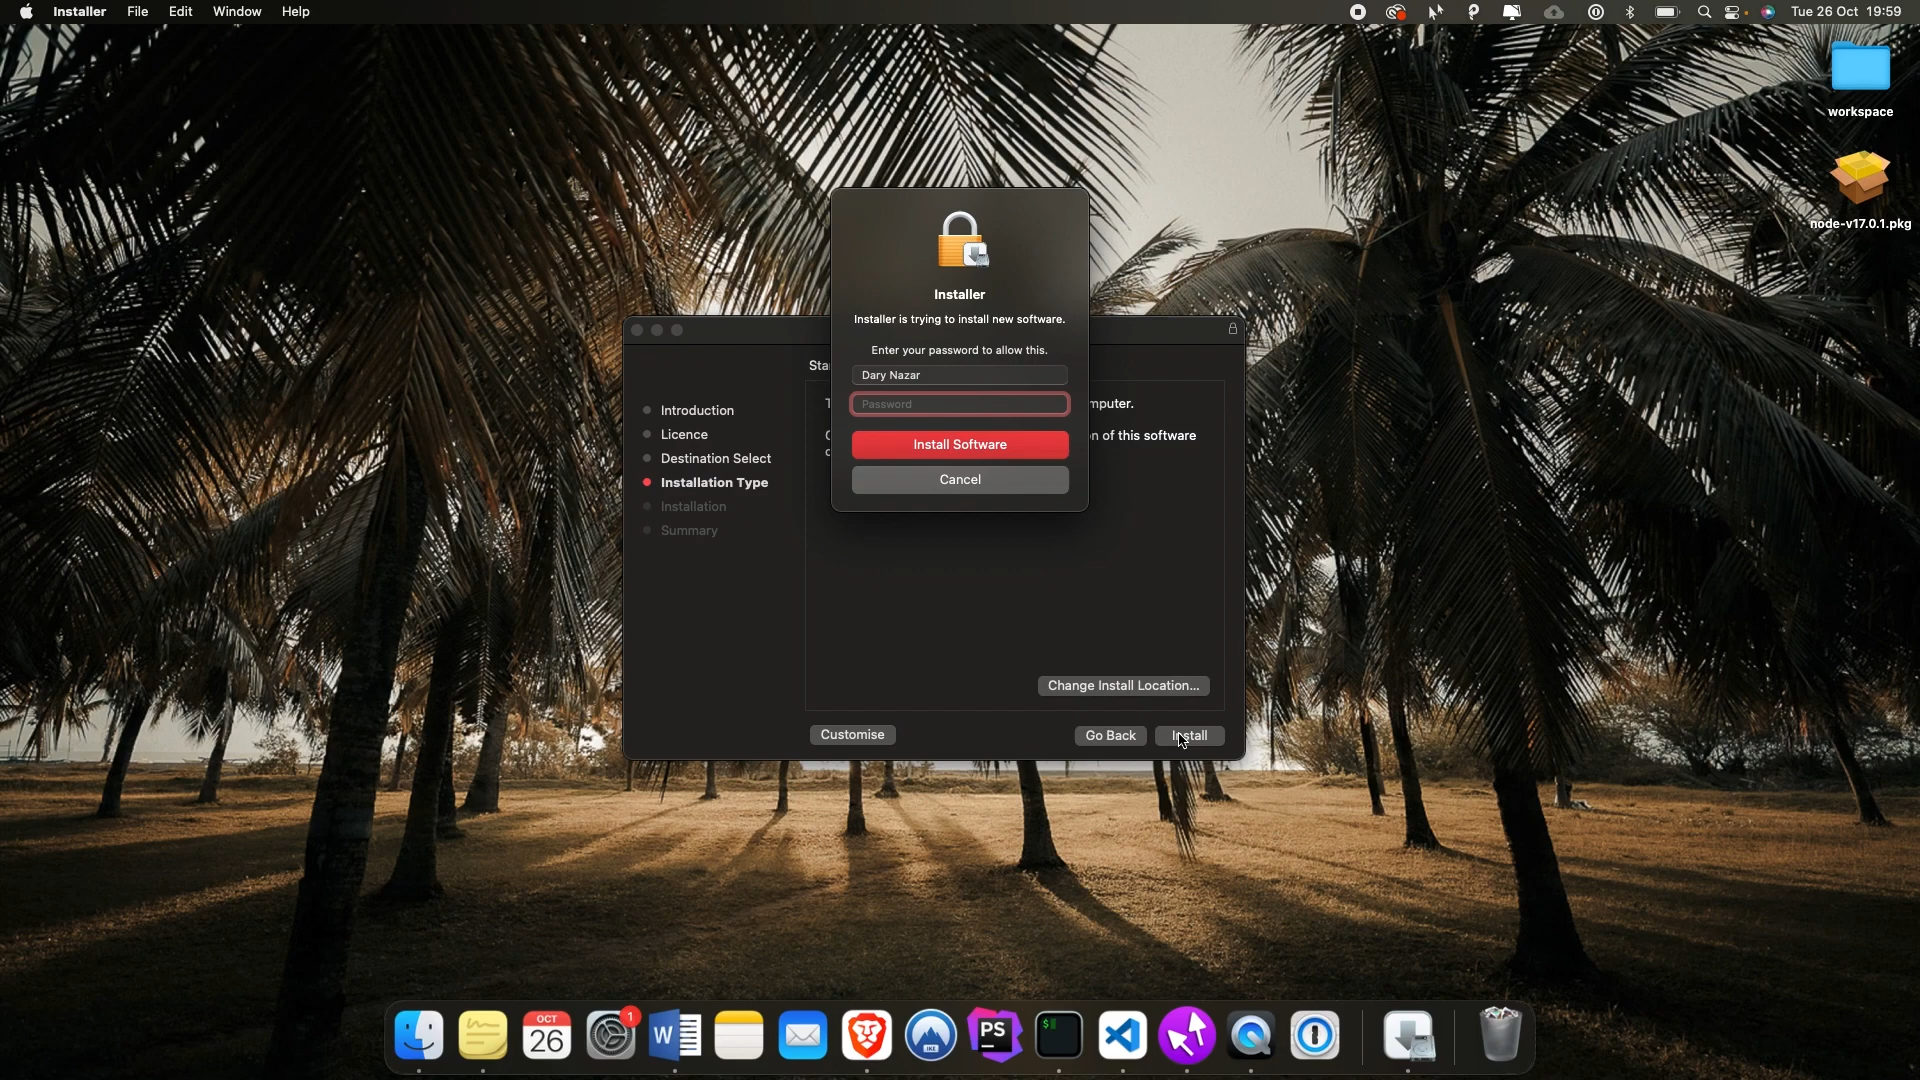 Installer File Edit Window Help
Tue 26 Oct 19:59
workspace
node-v17.0.1.pkg
Installer
Installer is trying to install new software.
Enter your password to allow this.
Dary Nazar
Password
Install Software
Cancel
Introduction
Licence
Destination Select
Installation Type
Installation
Summary
mputer.
n of this software
Change Install Location...
Customise
Go Back
Install
OCT
26
1
W
PS
$